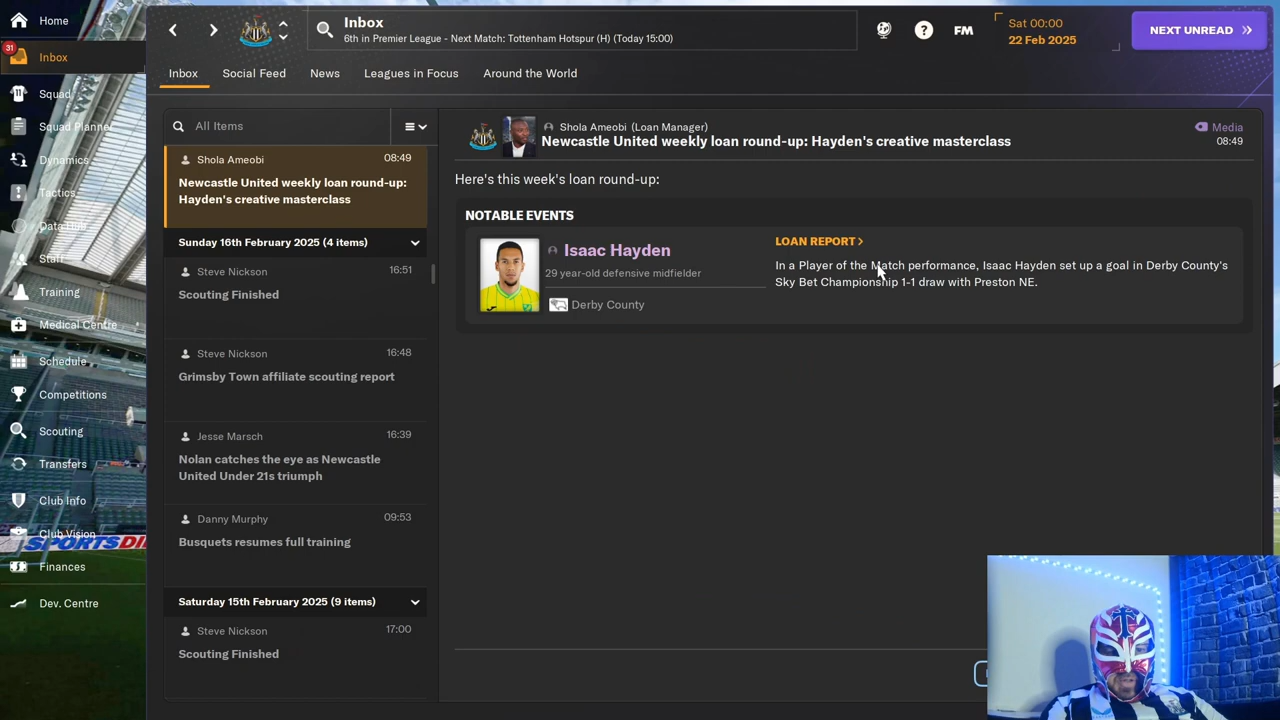 Home
Inbox
6th in Premier League - Next Match: Tottenham Hotspur (H) (Today 15:00)
FM
Sat 00:00
22 Feb 2025
NEXT UNREAD
31
Inbox
Squad
Squad Planner
Dynamics
Tactics
Data Hub
Staff
Training
Medical Centre
Schedule
Competitions
Scouting
Transfers
Club Info
Club Vision
Finances
Dev. Centre
SPORTSDI
Inbox
Social Feed
News
Leagues in Focus
Around the World
All Items
Shola Ameobi
08:49
Newcastle United weekly loan round-up:
Hayden's creative masterclass
Sunday 16th February 2025 (4 items)
Steve Nickson
16:51
Scouting Finished
Steve Nickson
16:48
Grimsby Town affiliate scouting report
Jesse Marsch
16:39
Nolan catches the eye as Newcastle
United Under 21s triumph
Danny Murphy
09:53
Busquets resumes full training
Saturday 15th February 2025 (9 items)
Steve Nickson
17:00
Scouting Finished
Shola Ameobi (Loan Manager)
Newcastle United weekly loan round-up: Hayden's creative masterclass
Media
08:49
Here's this week's loan round-up:
NOTABLE EVENTS
Isaac Hayden
29 year-old defensive midfielder
Derby County
LOAN REPORT >
In a Player of the Match performance, Isaac Hayden set up a goal in Derby County's
Sky Bet Championship 1-1 draw with Preston NE.